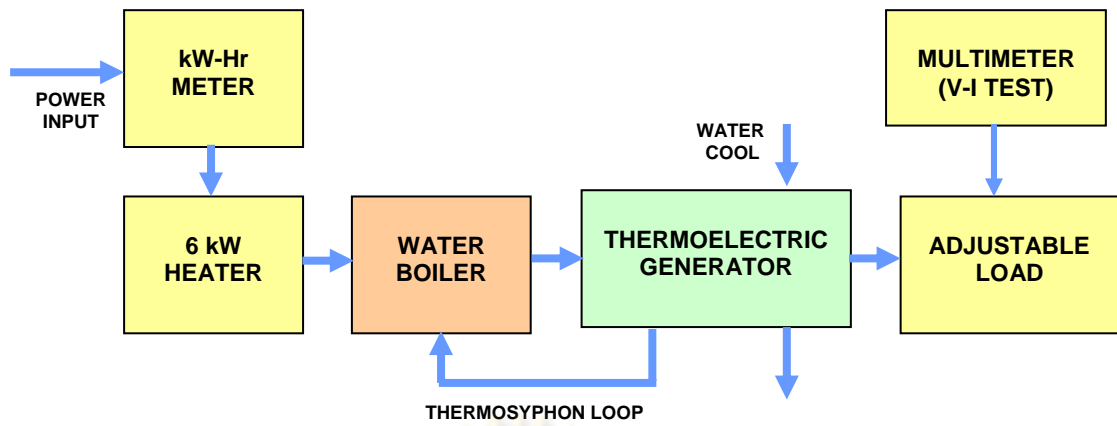 kW-Hr
METER
POWER
INPUT
MULTIMETER
(V-I TEST)
WATER
COOL
6 kW
HEATER
WATER
BOILER
THERMOELECTRIC
GENERATOR
ADJUSTABLE
LOAD
THERMOSYPHON LOOP